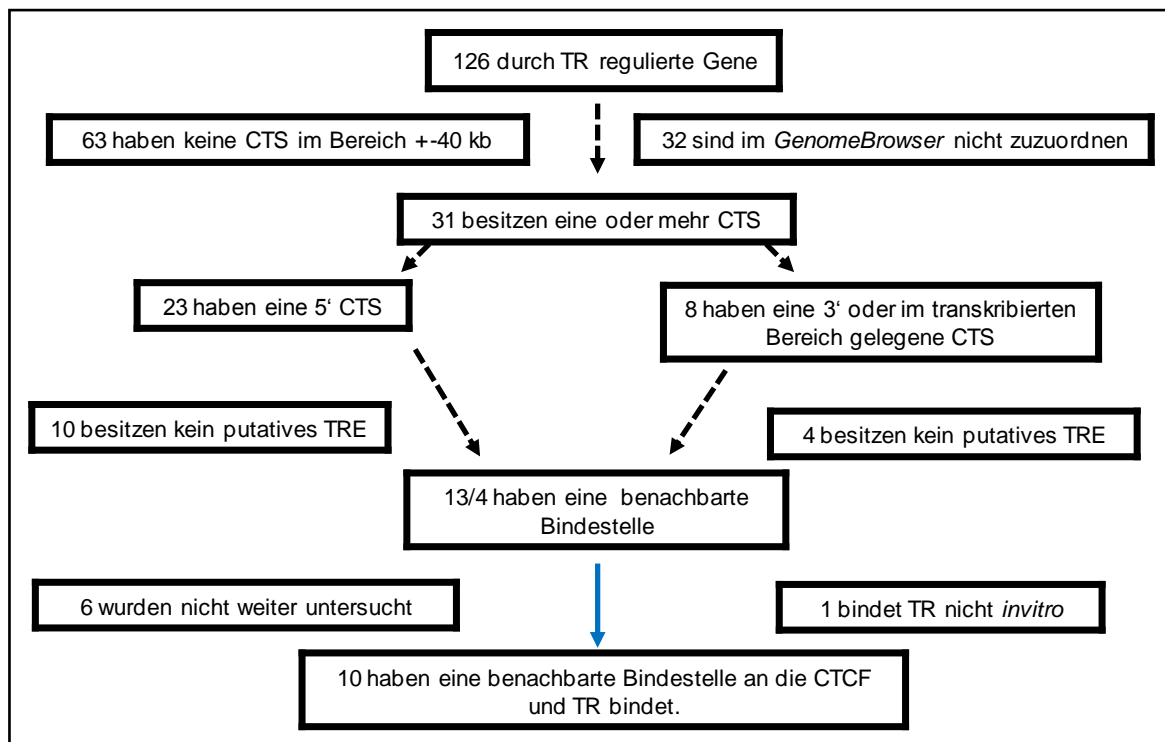 126 durch TR regulierte Gene
63 haben keine CTS im Bereich +-40 kb
32 sind im GenomeBrowser nicht zuzuordnen
31 besitzen eine oder mehr CTS
23 haben eine 5‘ CTS
8 haben eine 3‘ oder im transkribierten
Bereich gelegene CTS
10 besitzen kein putatives TRE
4 besitzen kein putatives TRE
13/4 haben eine benachbarte
Bindestelle
6 wurden nicht weiter untersucht
1 bindet TR nicht invitro
10 haben eine benachbarte Bindestelle an die CTCF
und TR bindet.